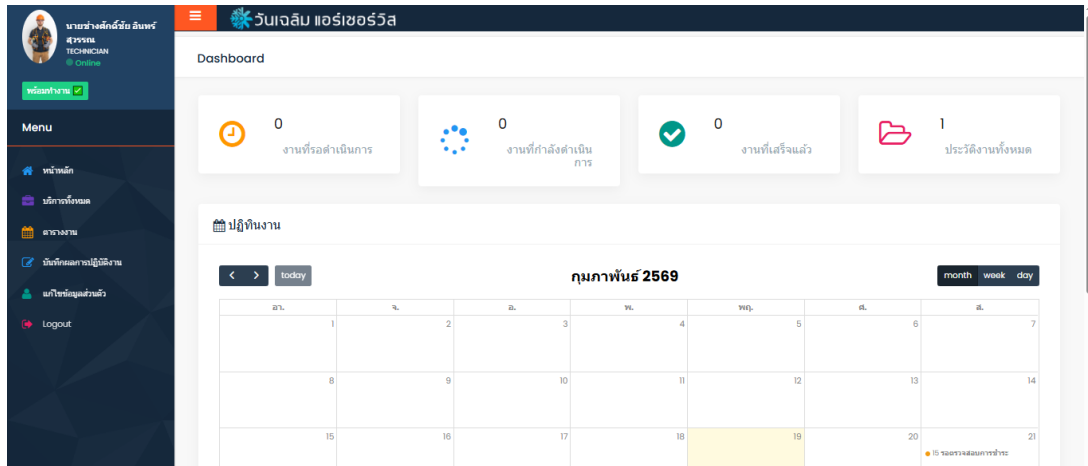 นายช่างศักดิ์ชัย อินทร์
สุวรรณ
TECHNICIAN
Online
พร้อมทำงาน
Menu
หน้าหลัก
บริการทั้งหมด
ตารางงาน
บันทึกผลการปฏิบัติงาน
แก้ไขข้อมูลส่วนตัว
Logout
วันเฉลิม แอร์เซอร์วิส
Dashboard
0
งานที่รอดำเนินการ
0
งานที่กำลังดำเนิน
การ
0
งานที่เสร็จแล้ว
1
ประวัติงานทั้งหมด
ปฏิทินงาน
today
กุมภาพันธ์ 2569
month week day
อา. จ. อ. พ. พฤ. ศ. ส.
1 2 3 4 5 6 7
8 9 10 11 12 13 14
15 16 17 18 19 20 21
15 รอตรวจสอบการชำระ